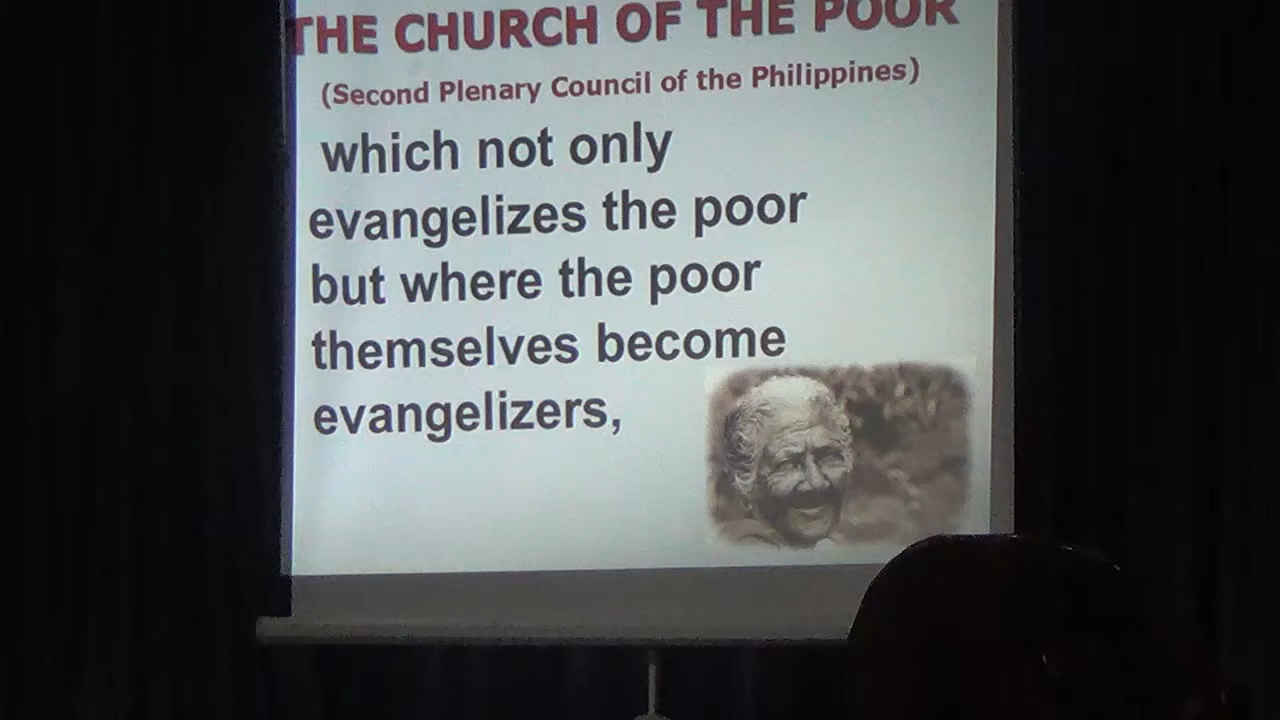 THE CHURCH OF THE POOR
(Second Plenary Council of the Philippines)
which not only
evangelizes the poor
but where the poor
themselves become
evangelizers,